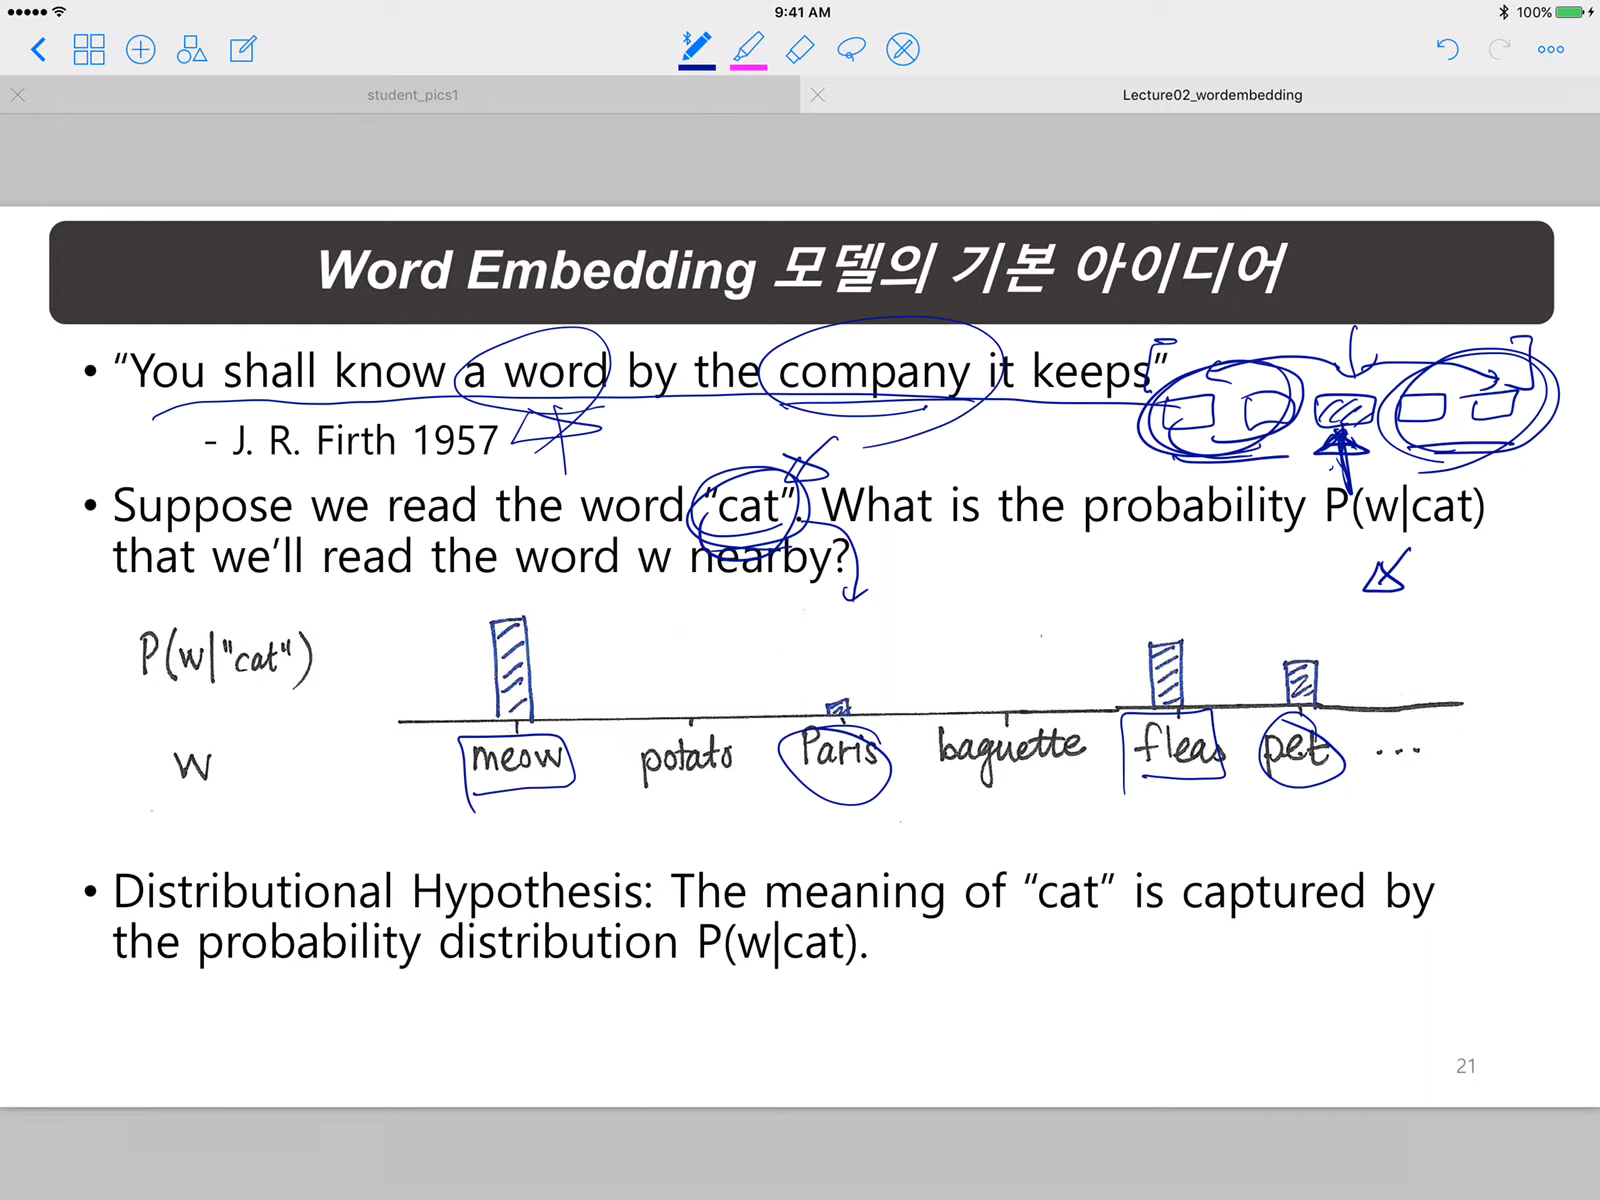 9:41 AM
100%
student_pics1
Lecture02_wordembedding
Word Embedding 모델의 기본 아이디어
• “You shall know a word by the company it keeps”
- J. R. Firth 1957
• Suppose we read the word “cat”. What is the probability P(w|cat)
that we’ll read the word w nearby?
P(w|"cat")
w
meow potato Paris baguette fleas pet ...
• Distributional Hypothesis: The meaning of “cat” is captured by
the probability distribution P(w|cat).
21